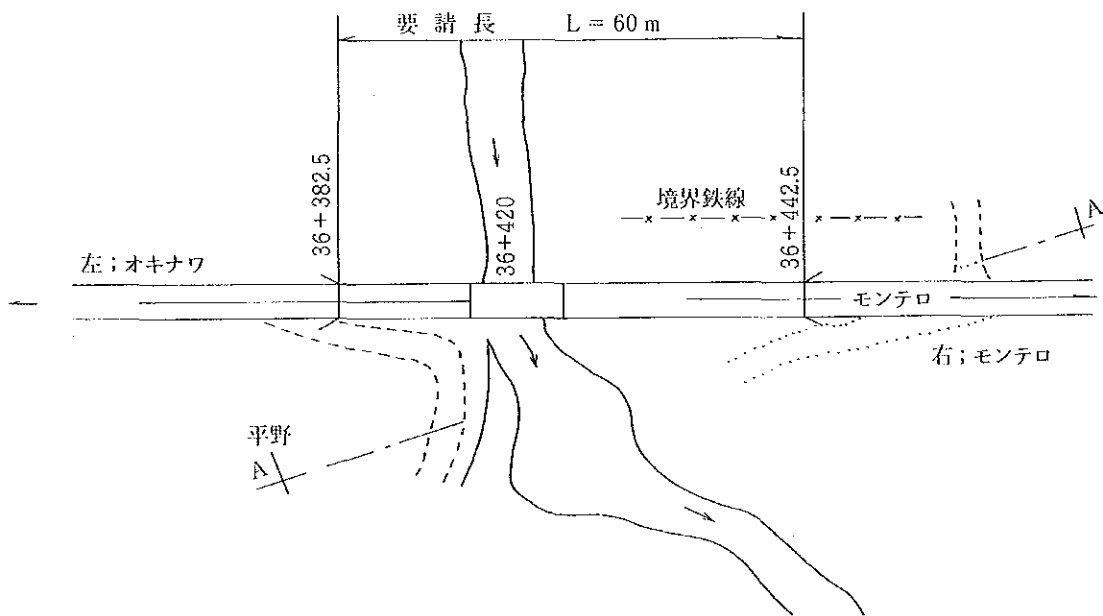 要請長 L = 60 m
36+382.5
36+420
36+442.5
境界鉄線
A
左；オキナワ
モンテロ
右；モンテロ
平野
A